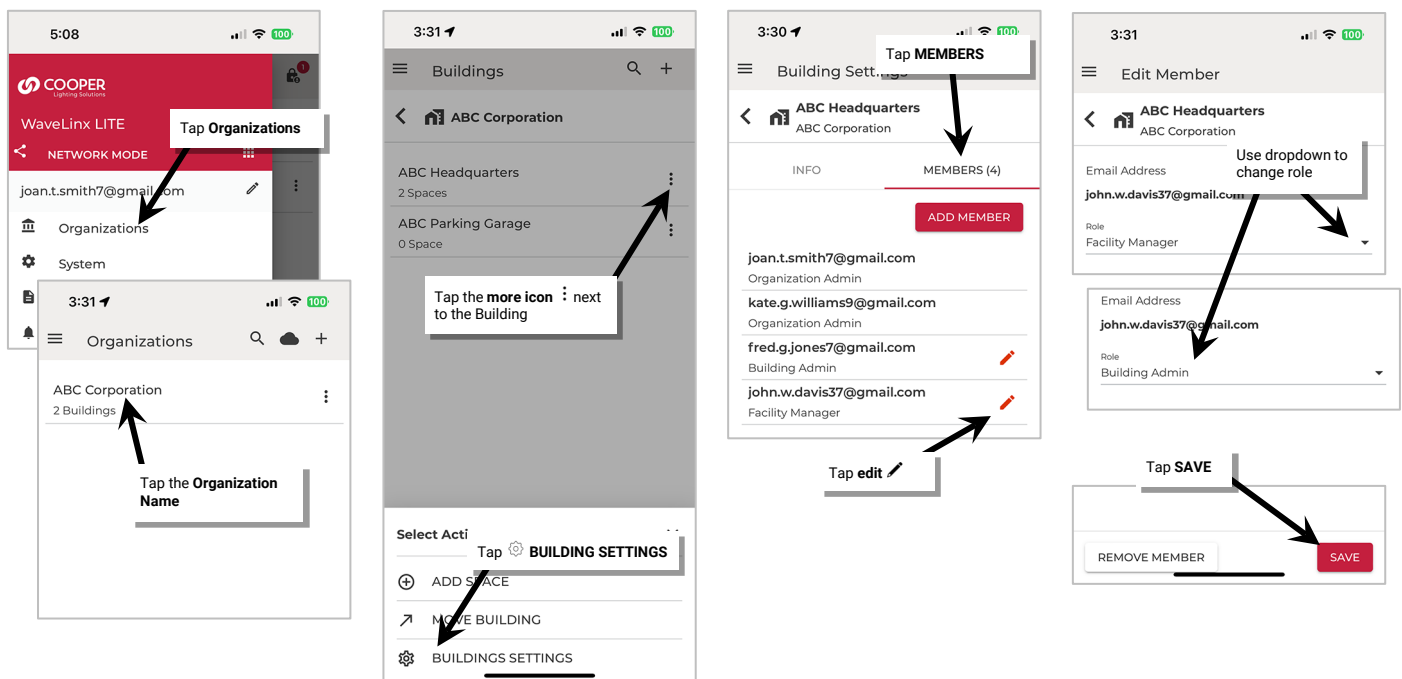 5:08
100
COOPER
Lighting Solutions
1
WaveLinx LITE
Tap Organizations
NETWORK MODE
joan.t.smith7@gmail.com
Organizations
System
3:31
100
Organizations
ABC Corporation
2 Buildings
Tap the Organization
Name
3:31
100
Buildings
ABC Corporation
ABC Headquarters
2 Spaces
ABC Parking Garage
0 Space
Tap the more icon ⋮ next
to the Building
Select Acti
Tap BUILDING SETTINGS
ADD SPACE
MOVE BUILDING
BUILDINGS SETTINGS
3:30
100
Tap MEMBERS
Building Settings
ABC Headquarters
ABC Corporation
INFO
MEMBERS (4)
ADD MEMBER
joan.t.smith7@gmail.com
Organization Admin
kate.g.williams9@gmail.com
Organization Admin
fred.g.jones7@gmail.com
Building Admin
john.w.davis37@gmail.com
Facility Manager
Tap edit
3:31
100
Edit Member
ABC Headquarters
ABC Corporation
Use dropdown to
change role
Email Address
john.w.davis37@gmail.com
Role
Facility Manager
Email Address
john.w.davis37@gmail.com
Role
Building Admin
Tap SAVE
REMOVE MEMBER
SAVE